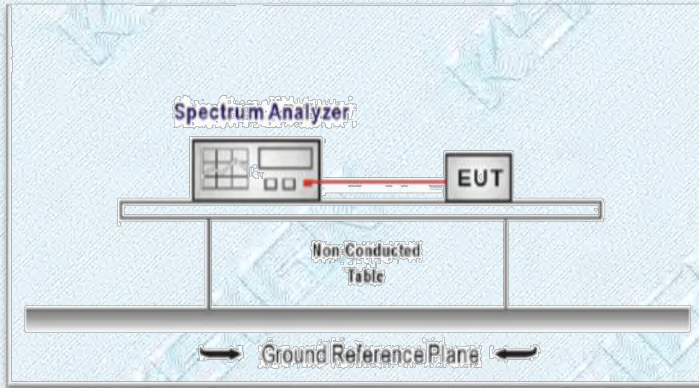 Spectrum Analyzer
EUT
Non-Conducted
Table
Ground Reference Plane